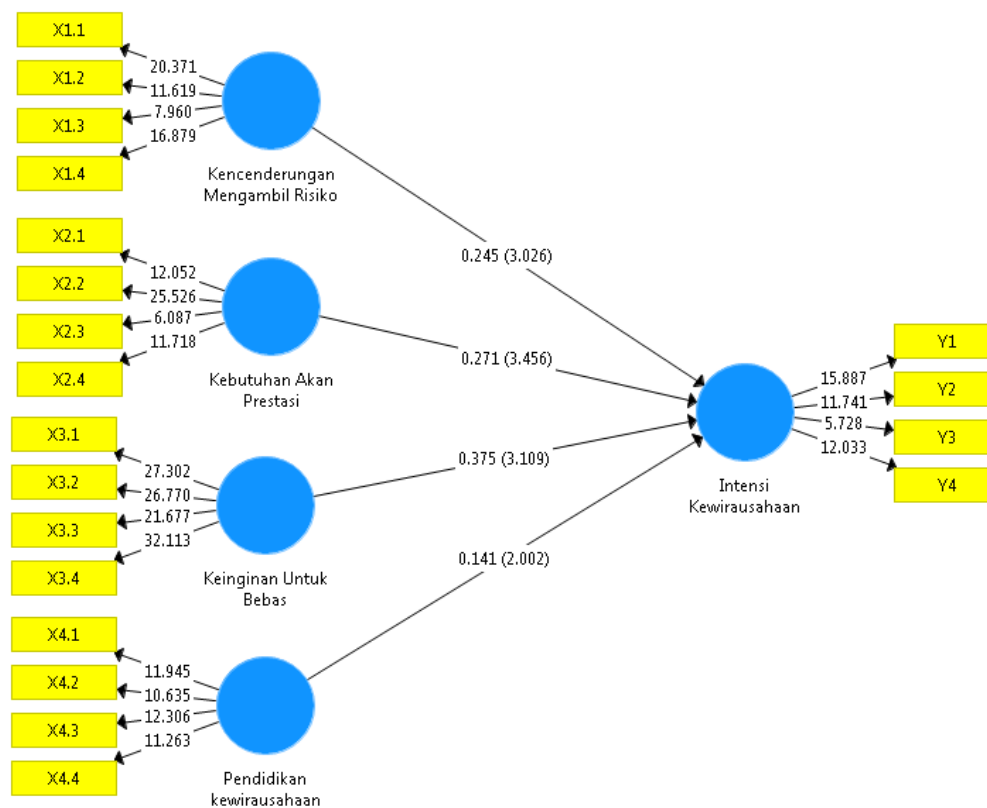 X1.1
20.371
X1.2
11.619
7.960
X1.3
16.879
X1.4
Kencenderungan
Mengambil Risiko
0.245 (3.026)
X2.1
12.052
X2.2
25.526
6.087
X2.3
11.718
X2.4
Kebutuhan Akan
Prestasi
0.271 (3.456)
X3.1
27.302
X3.2
26.770
21.677
X3.3
32.113
X3.4
Keinginan Untuk
Bebas
0.375 (3.109)
X4.1
11.945
X4.2
10.635
12.306
X4.3
11.263
X4.4
Pendidikan
kewirausahaan
0.141 (2.002)
Intensi
Kewirausahaan
Y1
15.887
Y2
11.741
5.728
Y3
12.033
Y4